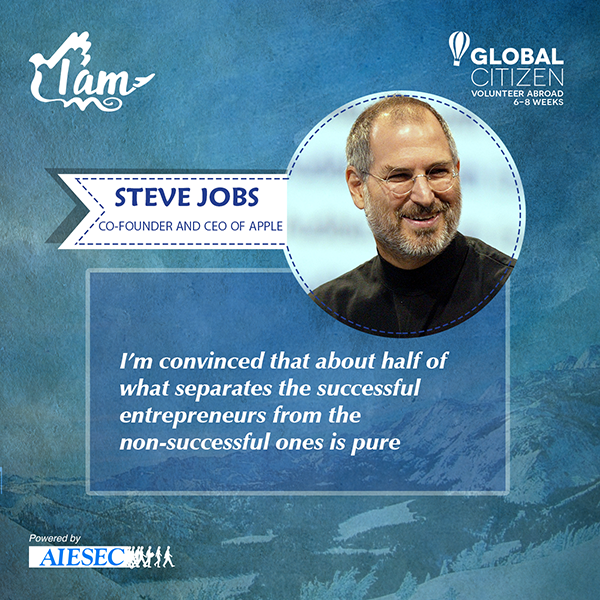 I am
GLOBAL
CITIZEN
VOLUNTEER ABROAD
6-8 WEEKS
STEVE JOBS
CO-FOUNDER AND CEO OF APPLE
I'm convinced that about half of
what separates the successful
entrepreneurs from the
non-successful ones is pure
Powered by
AIESEC